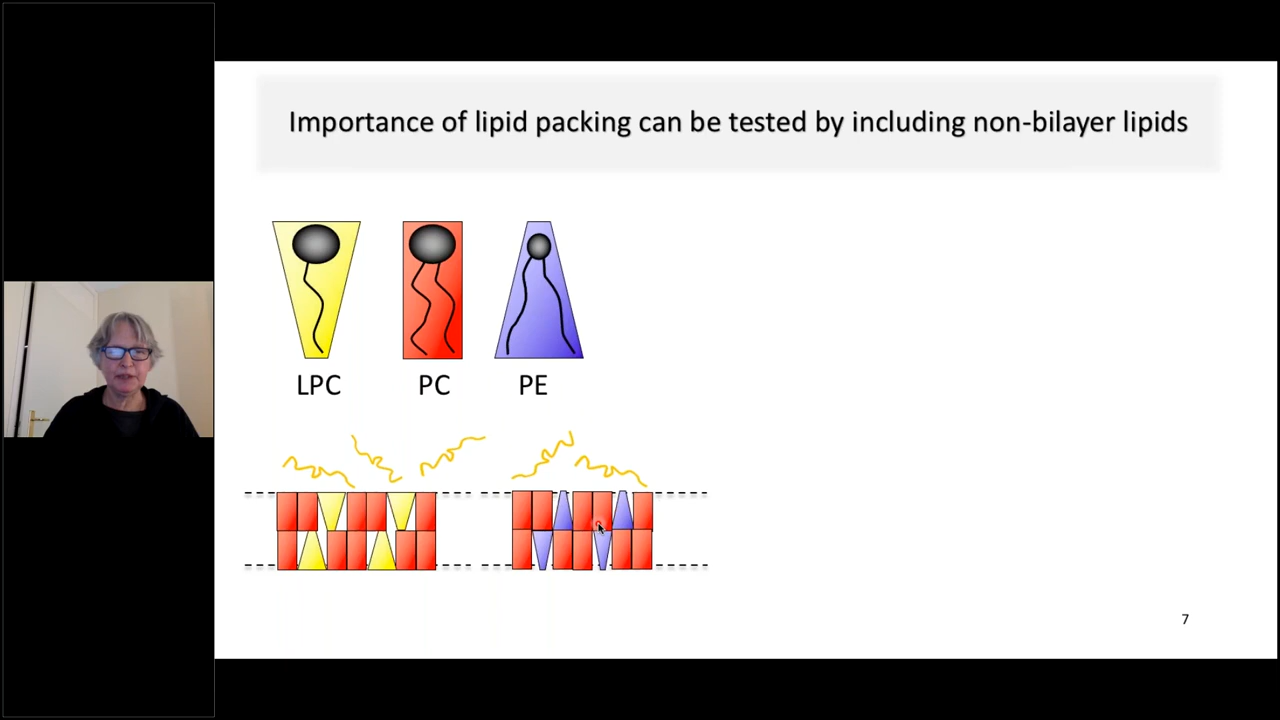 Importance of lipid packing can be tested by including non-bilayer lipids
LPC
PC
PE
7